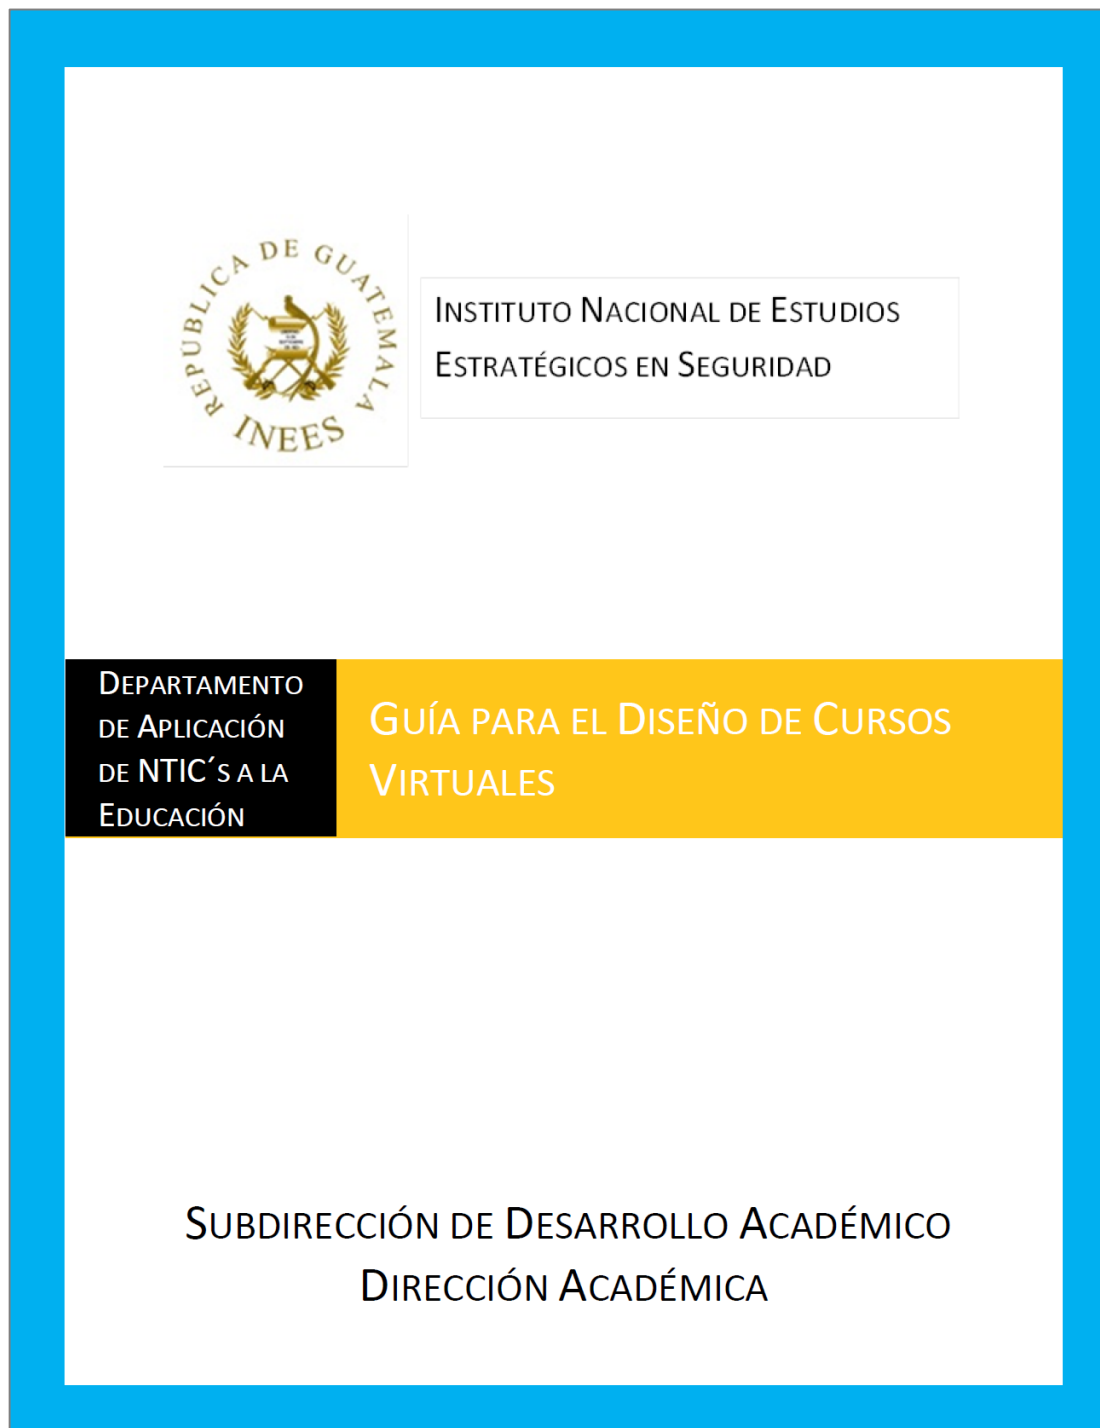 REPÚBLICA DE GUATEMALA
INEES
INSTITUTO NACIONAL DE ESTUDIOS
ESTRATÉGICOS EN SEGURIDAD
DEPARTAMENTO
DE APLICACIÓN
DE NTIC´S A LA
EDUCACIÓN
GUÍA PARA EL DISEÑO DE CURSOS
VIRTUALES
SUBDIRECCIÓN DE DESARROLLO ACADÉMICO
DIRECCIÓN ACADÉMICA